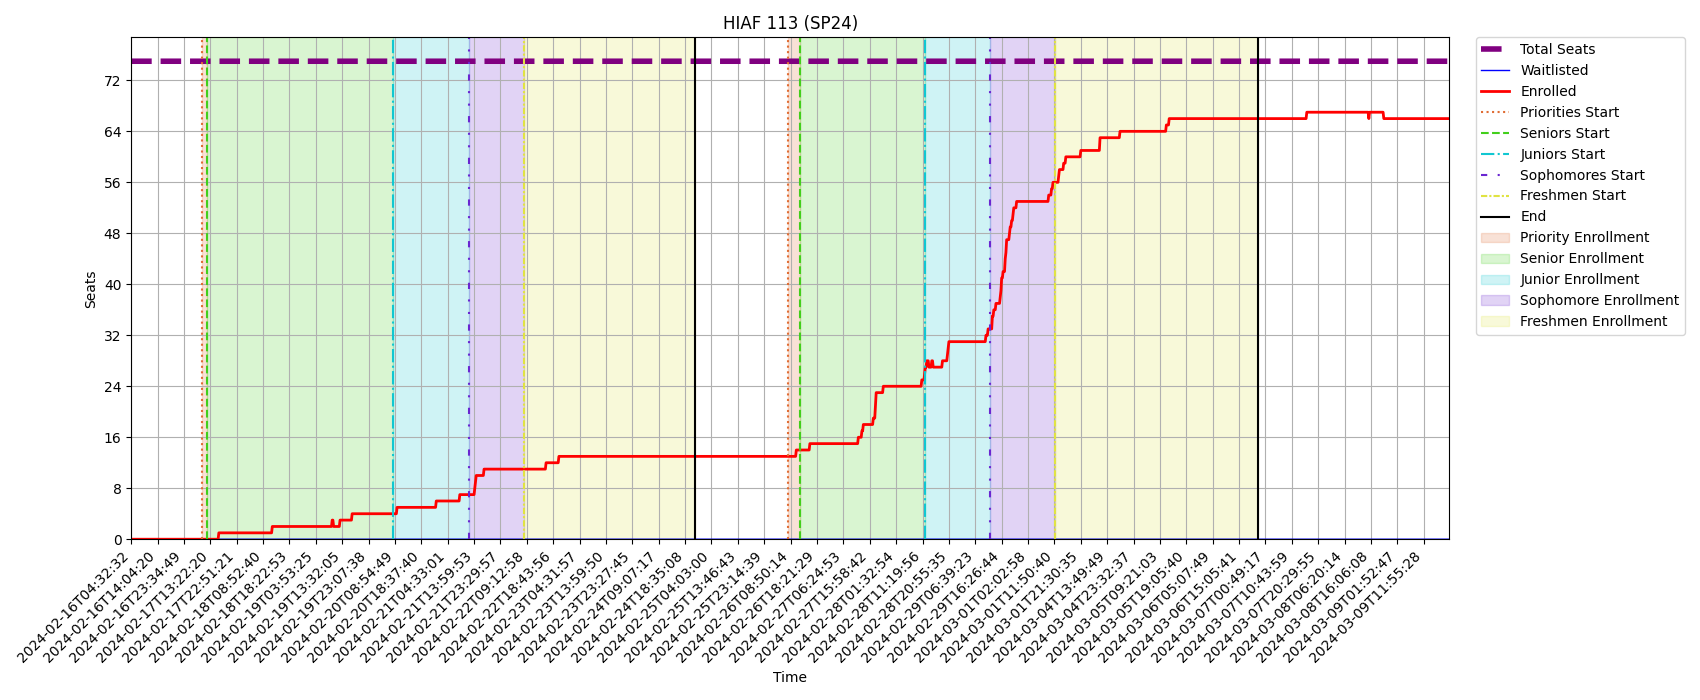 HIAF 113 (SP24)
Seats
72
64
56
48
40
32
24
16
8
0
2024-02-16T04:32:32
2024-02-16T14:04:20
2024-02-16T23:34:49
2024-02-17T13:22:20
2024-02-17T22:51:21
2024-02-18T08:52:40
2024-02-18T18:22:53
2024-02-19T03:53:25
2024-02-19T13:32:05
2024-02-19T23:07:38
2024-02-20T08:54:49
2024-02-20T18:37:40
2024-02-21T04:33:01
2024-02-21T13:59:53
2024-02-21T23:29:57
2024-02-22T09:12:58
2024-02-22T18:43:56
2024-02-23T04:31:57
2024-02-23T13:59:50
2024-02-23T23:27:45
2024-02-24T09:07:17
2024-02-24T18:35:08
2024-02-25T04:03:00
2024-02-25T13:46:43
2024-02-25T23:14:39
2024-02-26T08:50:14
2024-02-26T18:21:29
2024-02-27T06:24:53
2024-02-27T15:58:42
2024-02-28T01:32:54
2024-02-28T11:19:56
2024-02-28T20:55:35
2024-02-29T06:39:23
2024-02-29T16:26:44
2024-03-01T02:02:58
2024-03-01T11:50:40
2024-03-01T21:30:35
2024-03-04T13:49:49
2024-03-04T23:32:37
2024-03-05T09:21:03
2024-03-05T19:05:40
2024-03-06T05:07:49
2024-03-06T15:05:41
2024-03-07T00:49:17
2024-03-07T10:43:59
2024-03-07T20:29:55
2024-03-08T06:20:14
2024-03-08T16:06:08
2024-03-09T01:52:47
2024-03-09T11:55:28
Time
Total Seats
Waitlisted
Enrolled
Priorities Start
Seniors Start
Juniors Start
Sophomores Start
Freshmen Start
End
Priority Enrollment
Senior Enrollment
Junior Enrollment
Sophomore Enrollment
Freshmen Enrollment